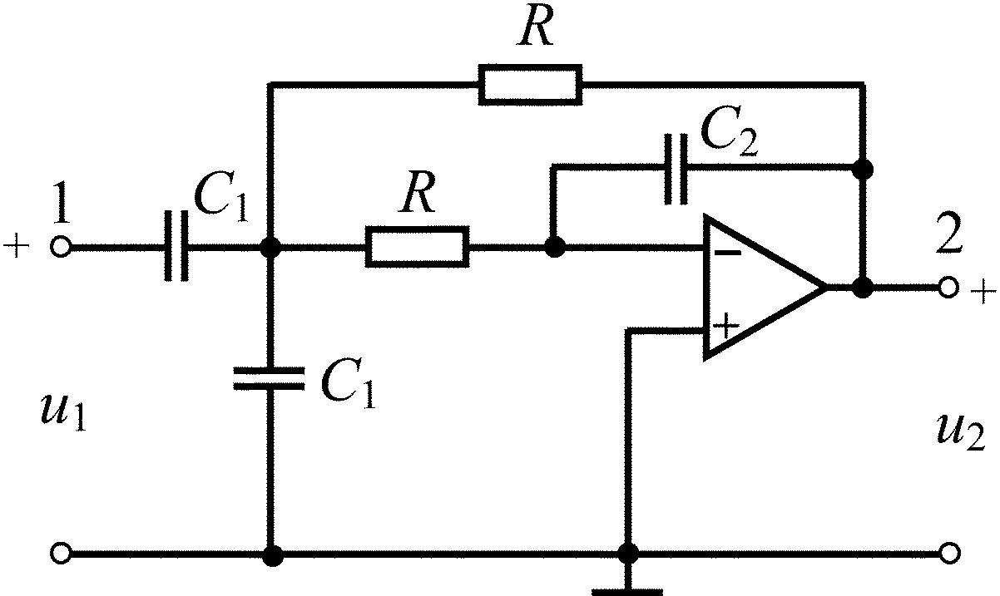 R
C₂
1
C₁
R
+
−
2
+
+
C₁
u₁
u₂